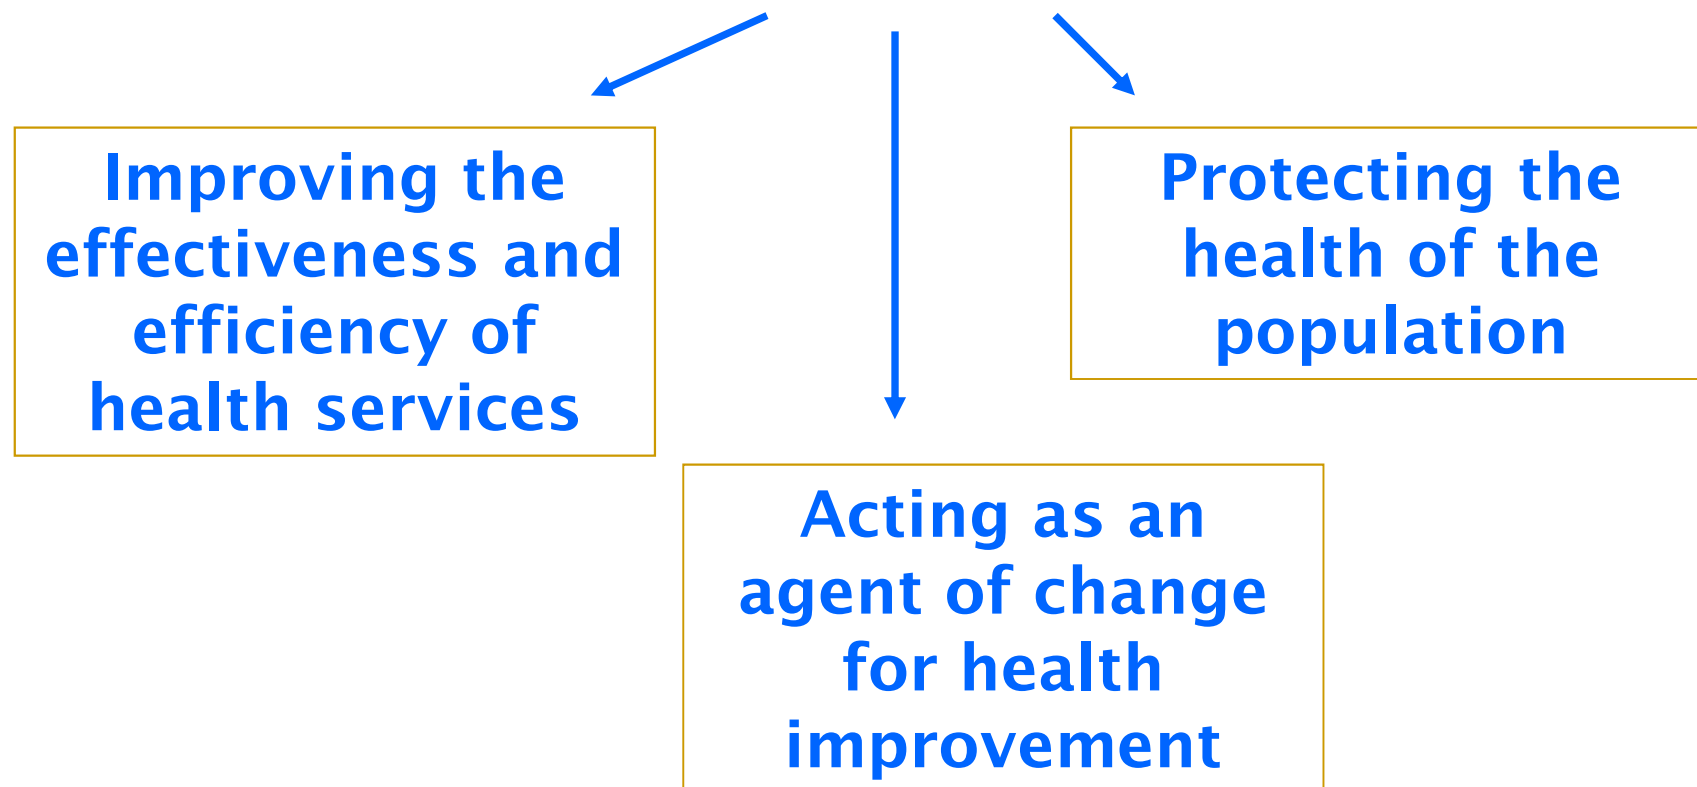 Improving the
effectiveness and
efficiency of
health services
Protecting the
health of the
population
Acting as an
agent of change
for health
improvement